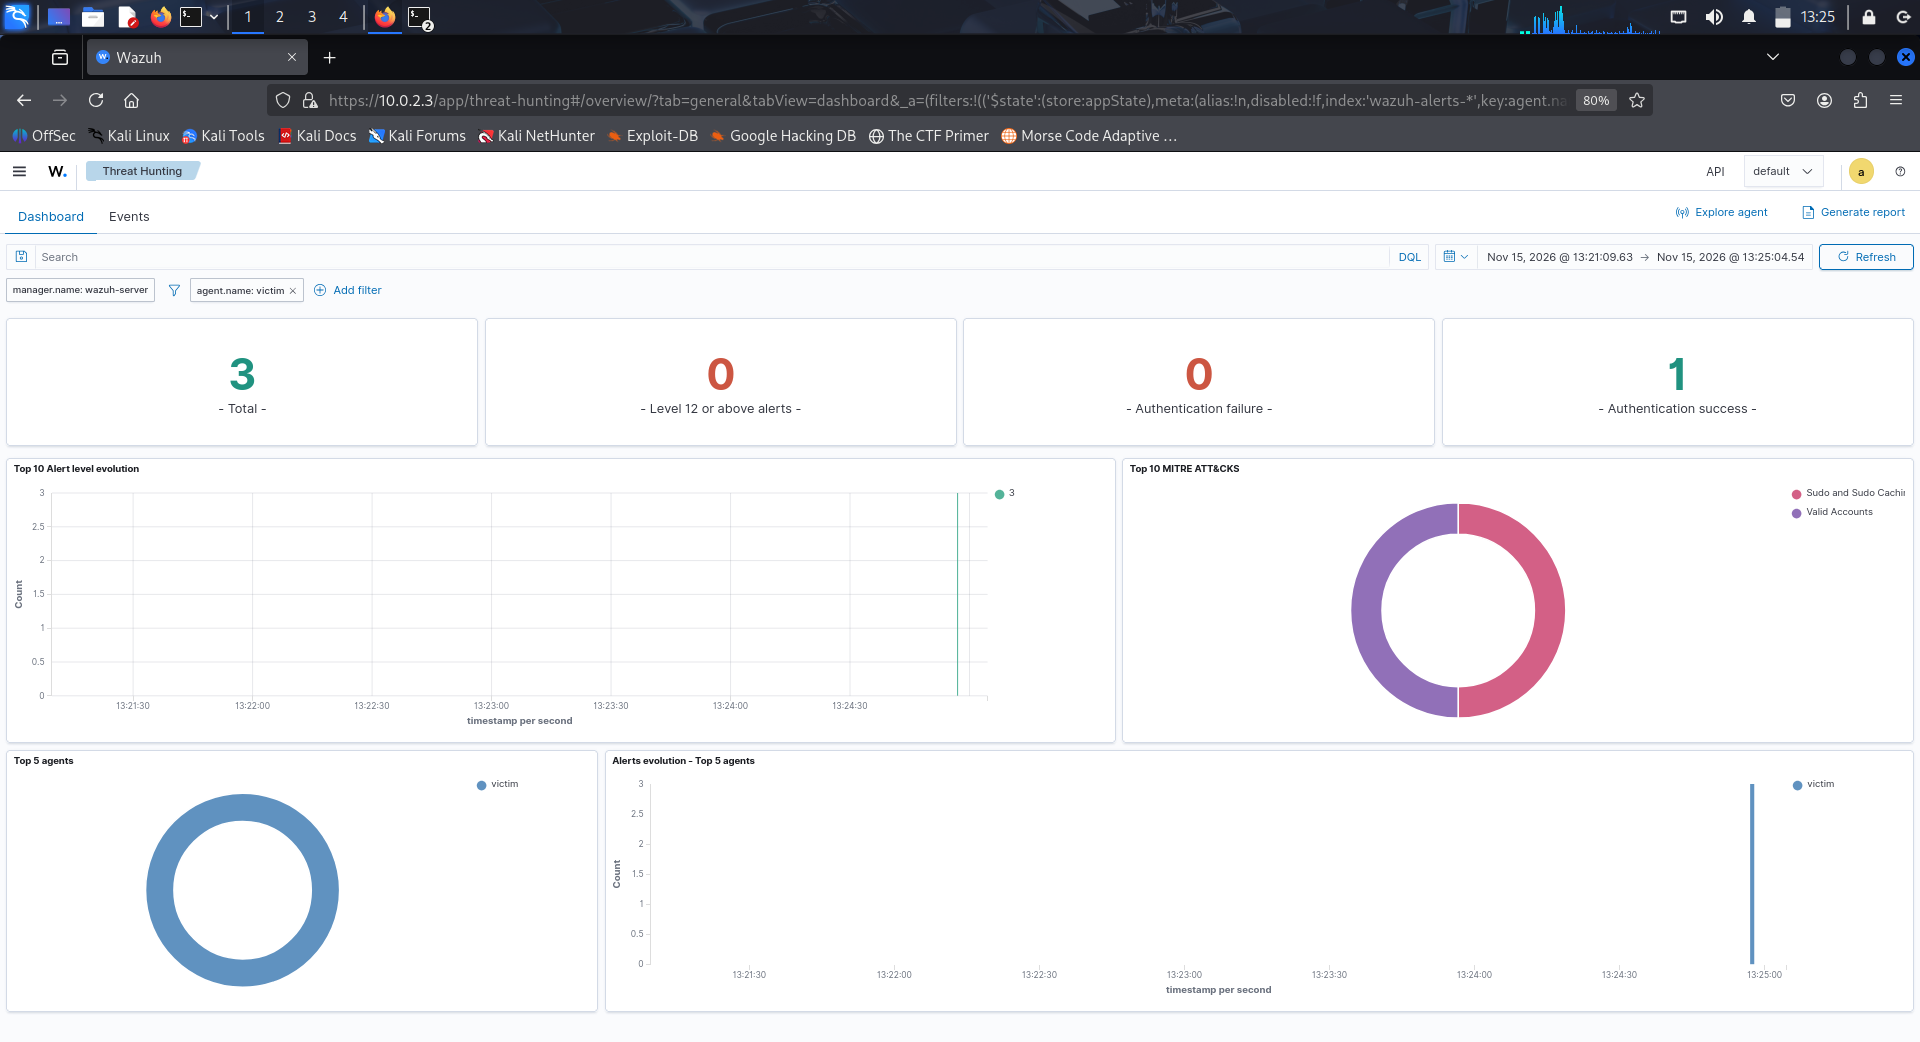 1 2 3 4 2 13:25
Wazuh
https://10.0.2.3/app/threat-hunting#/overview/?tab=general&tabView=dashboard&_a=(filters:!(('$state':(store:appState),meta:(alias:!n,disabled:!f,index:'wazuh-alerts-*',key:agent.na 80%
OffSec Kali Linux Kali Tools Kali Docs Kali Forums Kali NetHunter Exploit-DB Google Hacking DB The CTF Primer Morse Code Adaptive …
W. Threat Hunting API default a
Dashboard Events Explore agent Generate report
Search DQL Nov 15, 2026 @ 13:21:09.63 → Nov 15, 2026 @ 13:25:04.54 Refresh
manager.name: wazuh-server agent.name: victim × Add filter
3 0 0 1
- Total - - Level 12 or above alerts - - Authentication failure - - Authentication success -
Top 10 Alert level evolution
3
2.5
2
1.5
1
0.5
0
Count
13:21:30 13:22:00 13:22:30 13:23:00 13:23:30 13:24:00 13:24:30
timestamp per second
3
Top 10 MITRE ATT&CKS
Sudo and Sudo Cachin
Valid Accounts
Top 5 agents
victim
Alerts evolution - Top 5 agents
3
2.5
2
1.5
1
0.5
0
Count
13:21:30 13:22:00 13:22:30 13:23:00 13:23:30 13:24:00 13:24:30 13:25:00
timestamp per second
victim